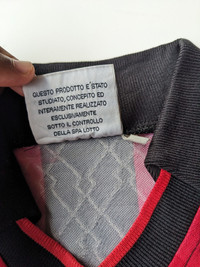 QUESTO PRODOTTO E' STATO
STUDIATO, CONCEPITO ED
INTERAMENTE REALIZZATO
ESCLUSIVAMENTE
SOTTO IL CONTROLLO
DELLA SPA LOTTO